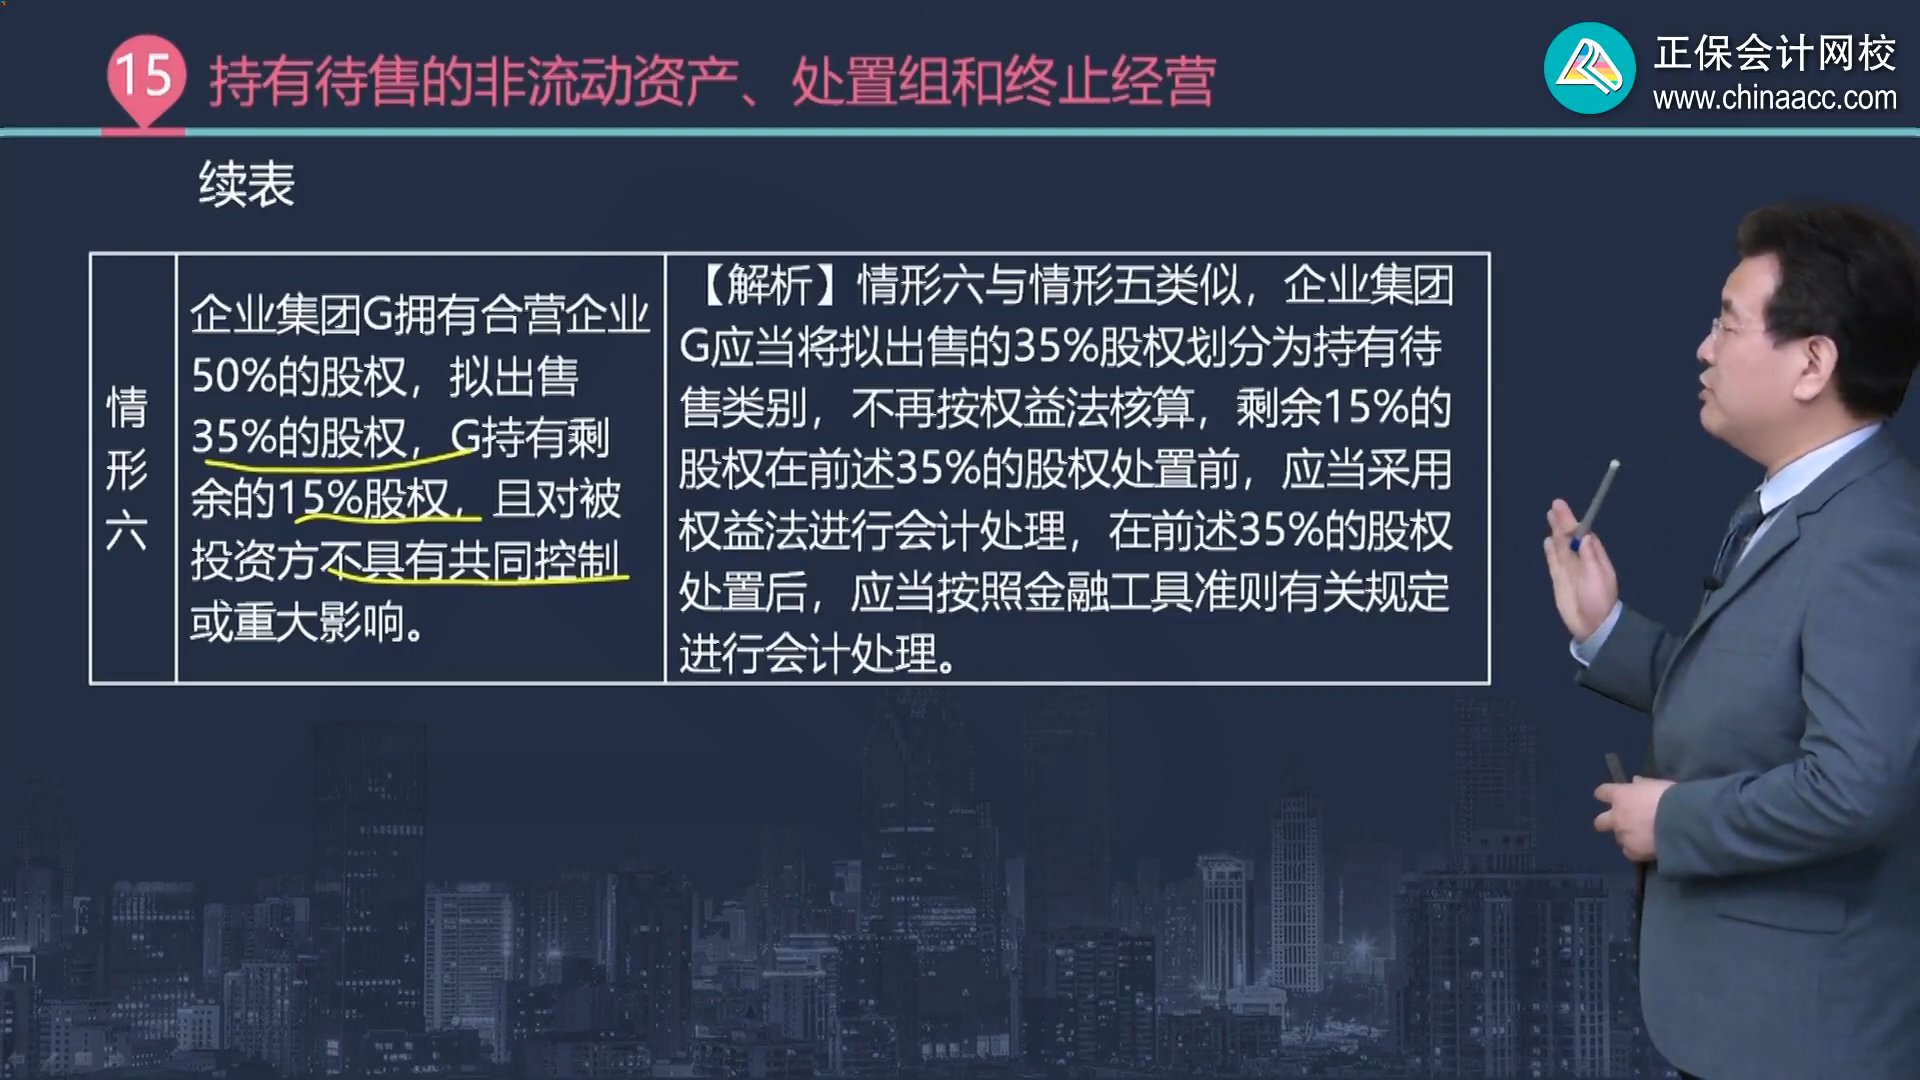 15 持有待售的非流动资产、处置组和终止经营
正保会计网校
www.chinaacc.com
续表
情形六
企业集团G拥有合营企业
50%的股权，拟出售
35%的股权，G持有剩
余的15%股权，且对被
投资方不具有共同控制
或重大影响。
【解析】情形六与情形五类似，企业集团
G应当将拟出售的35%股权划分为持有待
售类别，不再按权益法核算，剩余15%的
股权在前述35%的股权处置前，应当采用
权益法进行会计处理，在前述35%的股权
处置后，应当按照金融工具准则有关规定
进行会计处理。